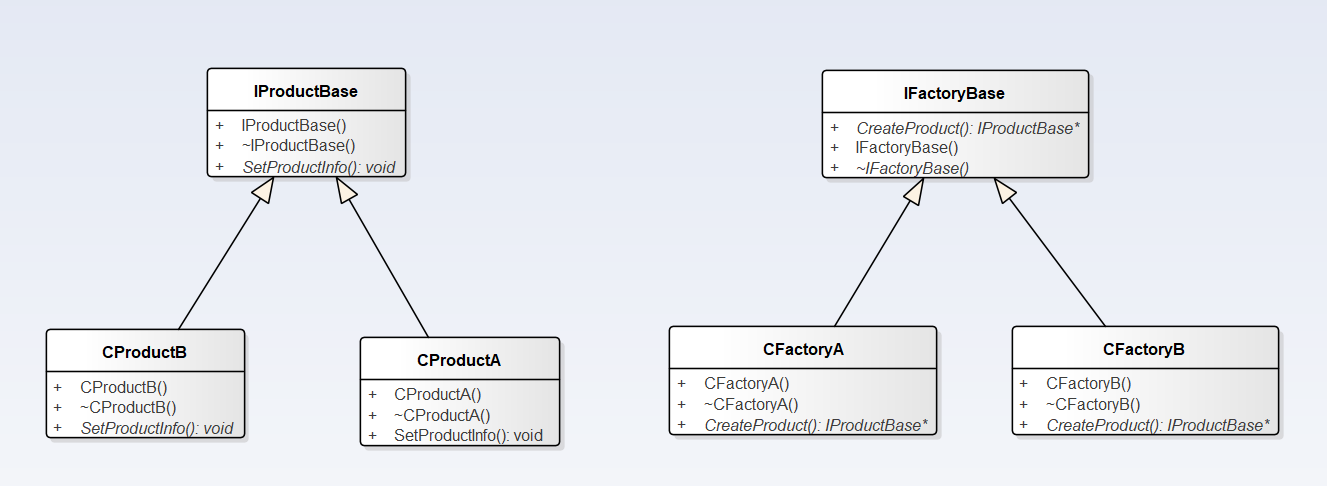 IProductBase
+ IProductBase()
+ ~IProductBase()
+ SetProductInfo(): void
IFactoryBase
+ CreateProduct(): IProductBase*
+ IFactoryBase()
+ ~IFactoryBase()
CProductB
+ CProductB()
+ ~CProductB()
+ SetProductInfo(): void
CProductA
+ CProductA()
+ ~CProductA()
+ SetProductInfo(): void
CFactoryA
+ CFactoryA()
+ ~CFactoryA()
+ CreateProduct(): IProductBase*
CFactoryB
+ CFactoryB()
+ ~CFactoryB()
+ CreateProduct(): IProductBase*